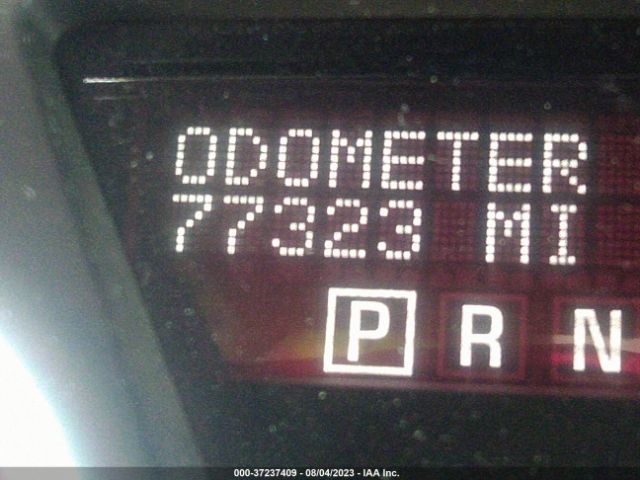 ODOMETER
77323 MI
P R N
000-37237409 - 08/04/2023 - IAA Inc.